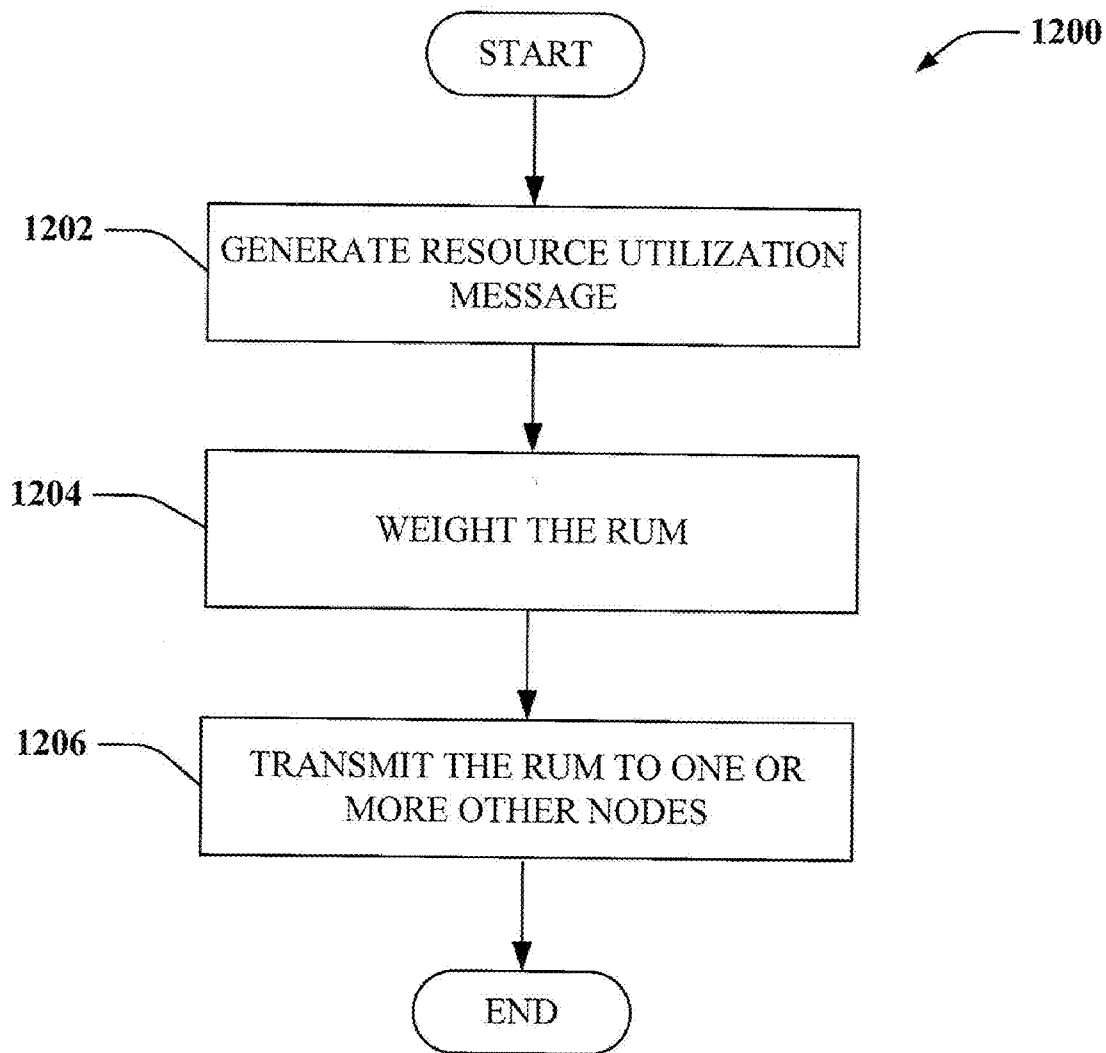 START
1200
1202
GENERATE RESOURCE UTILIZATION
MESSAGE
1204
WEIGHT THE RUM
1206
TRANSMIT THE RUM TO ONE OR
MORE OTHER NODES
END